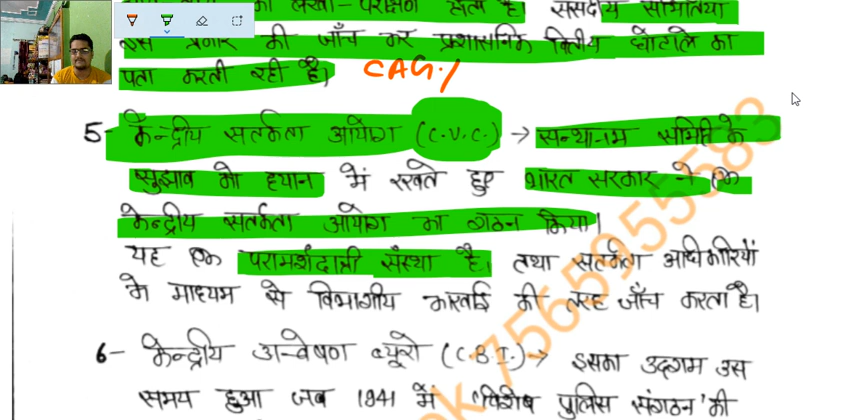 का लेखा-परीक्षण होता है। संसदीय समितियां
इस प्रकार की जाँच कर प्रशासनिक वित्तीय घोटाले का
पता करती रही है। CAG./
5- केन्द्रीय सतर्कता आयोग (C.V.C.) → सन्थानम समिति के
सुझाव को ध्यान में रखते हुए भारत सरकार ने एक
केन्द्रीय सतर्कता आयोग का गठन किया।
यह एक परामर्शदात्री संस्था है। तथा सतर्कता अधिकारियों
के माध्यम से विभागीय कारवाई की तरह जाँच करता है।
6- केन्द्रीय अन्वेषण ब्यूरो (C.B.I.) → इसका उद्गम उस
समय हुआ जब 1941 में 'विशेष पुलिस संगठन' की
7565955583